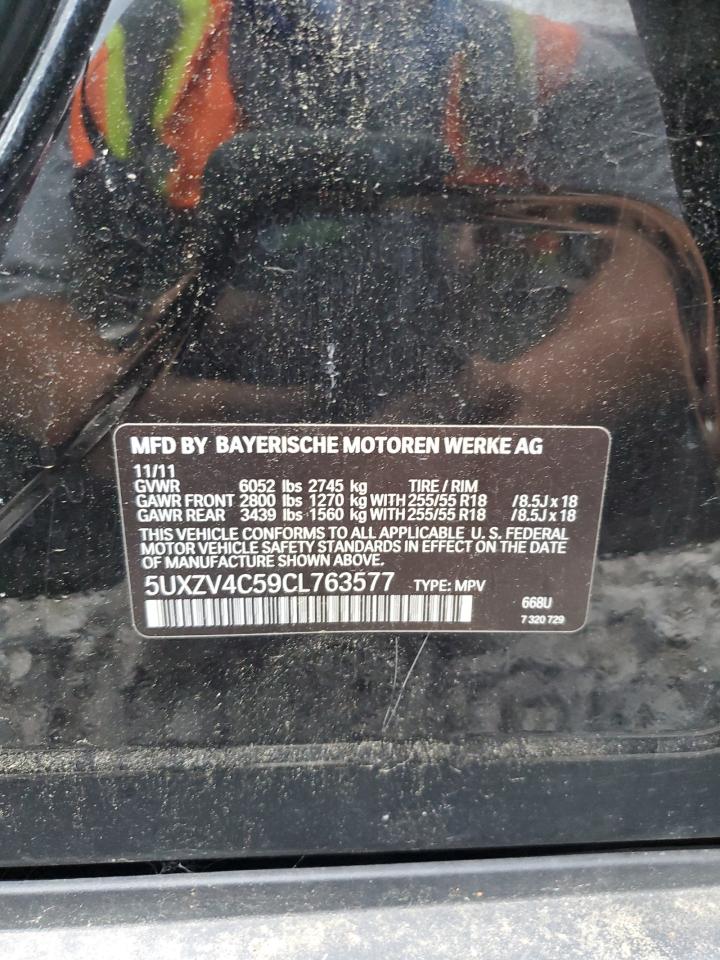 MFD BY BAYERISCHE MOTOREN WERKE AG
11/11
GVWR 6052 lbs 2745 kg TIRE / RIM
GAWR FRONT 2800 lbs 1270 kg WITH 255/55 R18 /8.5J x 18
GAWR REAR 3439 lbs 1560 kg WITH 255/55 R18 /8.5J x 18
THIS VEHICLE CONFORMS TO ALL APPLICABLE U. S. FEDERAL
MOTOR VEHICLE SAFETY STANDARDS IN EFFECT ON THE DATE
OF MANUFACTURE SHOWN ABOVE.
5UXZV4C59CL763577 TYPE: MPV
668U
7 320 729